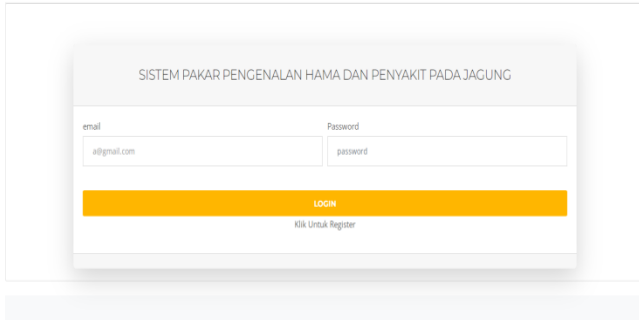 SISTEM PAKAR PENGENALAN HAMA DAN PENYAKIT PADA JAGUNG
email Password
a@gmail.com password
LOGIN
Klik Untuk Register